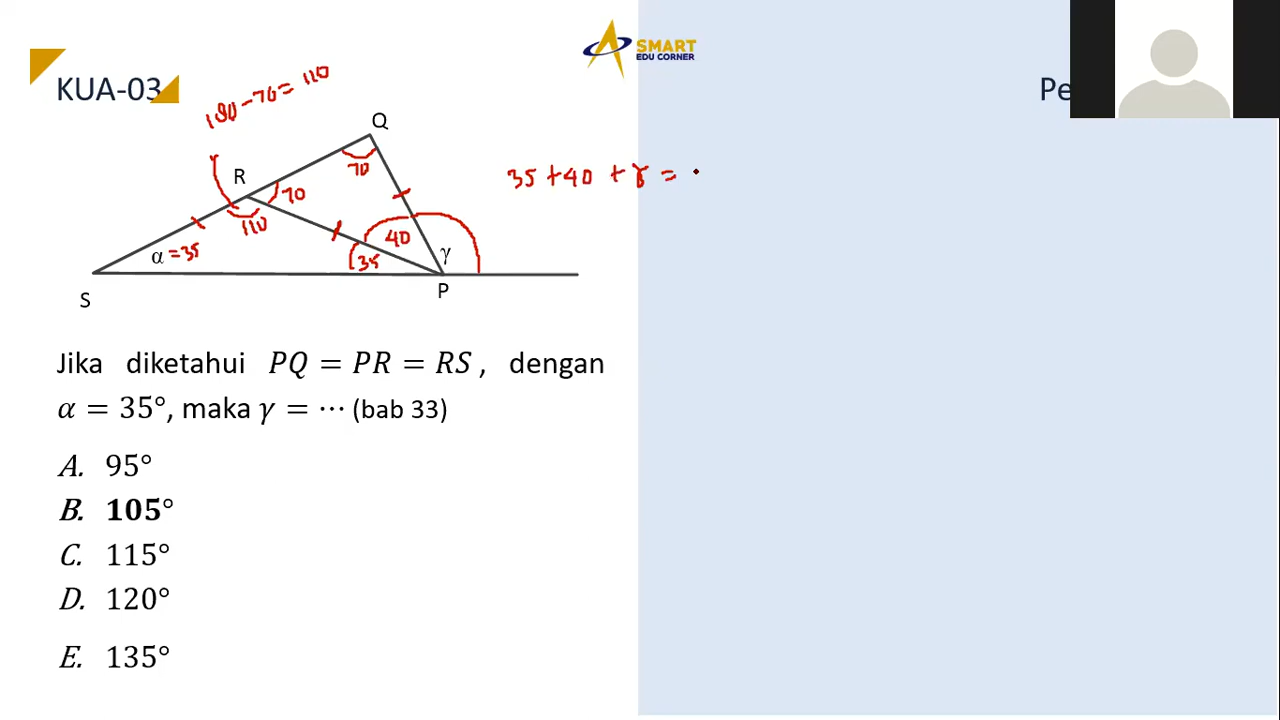 SMART
EDU CORNER
KUA-03
Pe
180 - 70 = 110
Q
R
70
70
35 + 40 + γ =
110
α = 35
40
35
γ
S
P
Jika diketahui PQ = PR = RS, dengan
α = 35°, maka γ = ⋯ (bab 33)
A. 95°
B. 105°
C. 115°
D. 120°
E. 135°